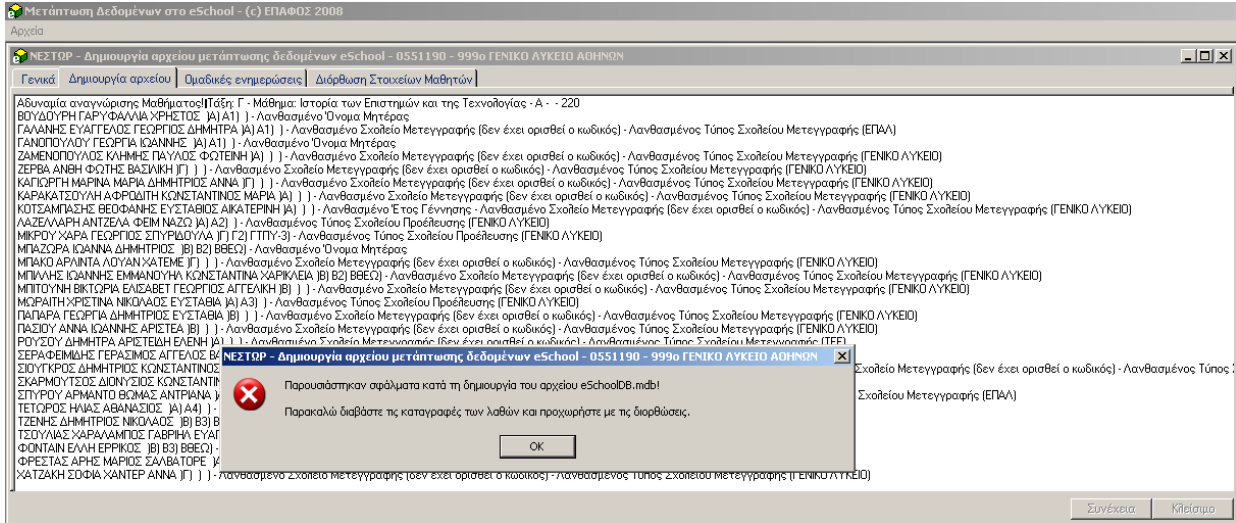 Μετάπτωση Δεδομένων στο eSchool - (c) ΕΠΑΦΟΣ 2008
Αρχεία
ΝΕΣΤΩΡ - Δημιουργία αρχείου μετάπτωσης δεδομένων eSchool - 0551190 - 999ο ΓΕΝΙΚΟ ΛΥΚΕΙΟ ΑΘΗΝΩΝ
Γενικά Δημιουργία αρχείου Ομαδικές ενημερώσεις Διόρθωση Στοιχείων Μαθητών
Αδυναμία αναγνώρισης Μαθήματος!|Τάξη: Γ - Μάθημα: Ιστορία των Επιστημών και της Τεχνολογίας - Α - - 220
ΒΟΥΔΟΥΡΗ ΓΑΡΥΦΑΛΛΙΑ ΧΡΗΣΤΟΣ )Α) Α1) ) - Λανθασμένο Όνομα Μητέρας
ΓΑΛΑΝΗΣ ΕΥΑΓΓΕΛΟΣ ΓΕΩΡΓΙΟΣ ΔΗΜΗΤΡΑ )Α) Α1) ) - Λανθασμένο Σχολείο Μετεγγραφής (δεν έχει ορισθεί ο κωδικός) - Λανθασμένος Τύπος Σχολείου Μετεγγραφής (ΕΠΑΛ)
ΓΑΝΟΠΟΥΛΟΥ ΓΕΩΡΓΙΑ ΙΩΑΝΝΗΣ )Α) Α1) ) - Λανθασμένο Όνομα Μητέρας
ΖΑΜΕΝΟΠΟΥΛΟΣ ΚΛΗΜΗΣ ΠΑΥΛΟΣ ΦΩΤΕΙΝΗ )Α) ) ) - Λανθασμένο Σχολείο Μετεγγραφής (δεν έχει ορισθεί ο κωδικός) - Λανθασμένος Τύπος Σχολείου Μετεγγραφής (ΓΕΝΙΚΟ ΛΥΚΕΙΟ)
ΖΕΡΒΑ ΑΝΘΗ ΦΩΤΗΣ ΒΑΣΙΛΙΚΗ )Γ) ) ) - Λανθασμένο Σχολείο Μετεγγραφής (δεν έχει ορισθεί ο κωδικός) - Λανθασμένος Τύπος Σχολείου Μετεγγραφής (ΓΕΝΙΚΟ ΛΥΚΕΙΟ)
ΚΑΓΙΩΡΓΗ ΜΑΡΙΝΑ ΜΑΡΙΑ ΔΗΜΗΤΡΙΟΣ ΑΝΝΑ )Γ) ) ) - Λανθασμένο Σχολείο Μετεγγραφής (δεν έχει ορισθεί ο κωδικός) - Λανθασμένος Τύπος Σχολείου Μετεγγραφής (ΓΕΝΙΚΟ ΛΥΚΕΙΟ)
ΚΑΡΑΚΑΤΣΟΥΛΗ ΑΦΡΟΔΙΤΗ ΚΩΝΣΤΑΝΤΙΝΟΣ ΜΑΡΙΑ )Α) ) ) - Λανθασμένο Σχολείο Μετεγγραφής (δεν έχει ορισθεί ο κωδικός) - Λανθασμένος Τύπος Σχολείου Μετεγγραφής (ΓΕΝΙΚΟ ΛΥΚΕΙΟ)
ΚΟΤΣΑΜΠΑΣΗΣ ΘΕΟΦΑΝΗΣ ΕΥΣΤΑΘΙΟΣ ΑΙΚΑΤΕΡΙΝΗ )Α) ) ) - Λανθασμένο Έτος Γέννησης - Λανθασμένο Σχολείο Μετεγγραφής (δεν έχει ορισθεί ο κωδικός) - Λανθασμένος Τύπος Σχολείου Μετεγγραφής (ΓΕΝΙΚΟ ΛΥΚΕΙΟ)
ΛΑΖΕΛΛΑΡΗ ΑΝΤΖΕΛΑ ΦΕΙΜ ΝΑΖΩ )Α) Α2) ) - Λανθασμένος Τύπος Σχολείου Προέλευσης (ΓΕΝΙΚΟ ΛΥΚΕΙΟ)
ΜΙΚΡΟΥ ΧΑΡΑ ΓΕΩΡΓΙΟΣ ΣΠΥΡΙΔΟΥΛΑ )Γ) Γ2) ΓΤΠΥ-3) - Λανθασμένος Τύπος Σχολείου Προέλευσης (ΓΕΝΙΚΟ ΛΥΚΕΙΟ)
ΜΠΑΖΩΡΑ ΙΩΑΝΝΑ ΔΗΜΗΤΡΙΟΣ )Β) Β2) ΒΘΕΩ) - Λανθασμένο Όνομα Μητέρας
ΜΠΑΚΟ ΑΡΛΙΝΤΑ ΛΟΥΑΝ ΧΑΤΕΜΕ )Γ) ) ) - Λανθασμένο Σχολείο Μετεγγραφής (δεν έχει ορισθεί ο κωδικός) - Λανθασμένος Τύπος Σχολείου Μετεγγραφής (ΓΕΝΙΚΟ ΛΥΚΕΙΟ)
ΜΠΙΛΛΗΣ ΙΩΑΝΝΗΣ ΕΜΜΑΝΟΥΗΛ ΚΩΝΣΤΑΝΤΙΝΑ ΧΑΡΙΚΛΕΙΑ )Β) Β2) ΒΘΕΩ) - Λανθασμένο Σχολείο Μετεγγραφής (δεν έχει ορισθεί ο κωδικός) - Λανθασμένος Τύπος Σχολείου Μετεγγραφής (ΓΕΝΙΚΟ ΛΥΚΕΙΟ)
ΜΠΙΤΟΥΝΗ ΒΙΚΤΩΡΙΑ ΕΛΙΣΑΒΕΤ ΓΕΩΡΓΙΟΣ ΑΓΓΕΛΙΚΗ )Β) ) ) - Λανθασμένο Σχολείο Μετεγγραφής (δεν έχει ορισθεί ο κωδικός) - Λανθασμένος Τύπος Σχολείου Μετεγγραφής (ΓΕΝΙΚΟ ΛΥΚΕΙΟ)
ΜΩΡΑΙΤΗ ΧΡΙΣΤΙΝΑ ΝΙΚΟΛΑΟΣ ΕΥΣΤΑΘΙΑ )Α) Α3) ) - Λανθασμένος Τύπος Σχολείου Προέλευσης (ΓΕΝΙΚΟ ΛΥΚΕΙΟ)
ΠΑΠΑΡΑ ΓΕΩΡΓΙΑ ΔΗΜΗΤΡΙΟΣ ΕΥΣΤΑΘΙΑ )Β) ) ) - Λανθασμένο Σχολείο Μετεγγραφής (δεν έχει ορισθεί ο κωδικός) - Λανθασμένος Τύπος Σχολείου Μετεγγραφής (ΓΕΝΙΚΟ ΛΥΚΕΙΟ)
ΠΑΣΙΟΥ ΑΝΝΑ ΙΩΑΝΝΗΣ ΑΡΙΣΤΕΑ )Β) ) ) - Λανθασμένο Σχολείο Μετεγγραφής (δεν έχει ορισθεί ο κωδικός) - Λανθασμένος Τύπος Σχολείου Μετεγγραφής (ΓΕΝΙΚΟ ΛΥΚΕΙΟ)
ΡΟΥΣΟΥ ΔΗΜΗΤΡΑ ΑΡΙΣΤΕΙΔΗ ΕΛΕΝΗ )Α) ) ) - Λανθασμένο Σχολείο Μετεγγραφής (δεν έχει ορισθεί ο κωδικός) - Λανθασμένος Τύπος Σχολείου Μετεγγραφής (ΤΕΕ)
ΣΕΡΑΦΕΙΜΙΔΗΣ ΓΕΡΑΣΙΜΟΣ ΑΓΓΕΛΟΣ ΒΑ
ΣΙΟΥΓΚΡΟΣ ΔΗΜΗΤΡΙΟΣ ΚΩΝΣΤΑΝΤΙΝΟΣ Σχολείο Μετεγγραφής (δεν έχει ορισθεί ο κωδικός) - Λανθασμένος Τύπος Σ
ΣΚΑΡΜΟΥΤΣΟΣ ΔΙΟΝΥΣΙΟΣ ΚΩΝΣΤΑΝΤΙΝ
ΣΠΥΡΟΥ ΑΡΜΑΝΤΟ ΘΩΜΑΣ ΑΝΤΡΙΑΝΑ Σχολείου Μετεγγραφής (ΕΠΑΛ)
ΤΕΤΩΡΟΣ ΗΛΙΑΣ ΑΘΑΝΑΣΙΟΣ )Α) Α4) ) -
ΤΖΕΝΗΣ ΔΗΜΗΤΡΙΟΣ ΝΙΚΟΛΑΟΣ )Β) Β3) Β
ΤΣΟΥΛΙΑΣ ΧΑΡΑΛΑΜΠΟΣ ΓΑΒΡΙΗΛ ΕΥΑΓ
ΦΟΝΤΑΙΝ ΕΛΛΗ ΕΡΡΙΚΟΣ )Β) Β3) ΒΘΕΩ) -
ΦΡΕΣΤΑΣ ΑΡΗΣ ΜΑΡΙΟΣ ΣΑΛΒΑΤΟΡΕ )Α
ΧΑΤΖΑΚΗ ΣΟΦΙΑ ΧΑΝΤΕΡ ΑΝΝΑ )Γ) ) ) - Λανθασμένο Σχολείο Μετεγγραφής (δεν έχει ορισθεί ο κωδικός) - Λανθασμένος Τύπος Σχολείου Μετεγγραφής (ΓΕΝΙΚΟ ΛΥΚΕΙΟ)
ΝΕΣΤΩΡ - Δημιουργία αρχείου μετάπτωσης δεδομένων eSchool - 0551190 - 999ο ΓΕΝΙΚΟ ΛΥΚΕΙΟ ΑΘΗΝΩΝ
Παρουσιάστηκαν σφάλματα κατά τη δημιουργία του αρχείου eSchoolDB.mdb!
Παρακαλώ διαβάστε τις καταγραφές των λαθών και προχωρήστε με τις διορθώσεις.
OK
Συνέχεια Κλείσιμο